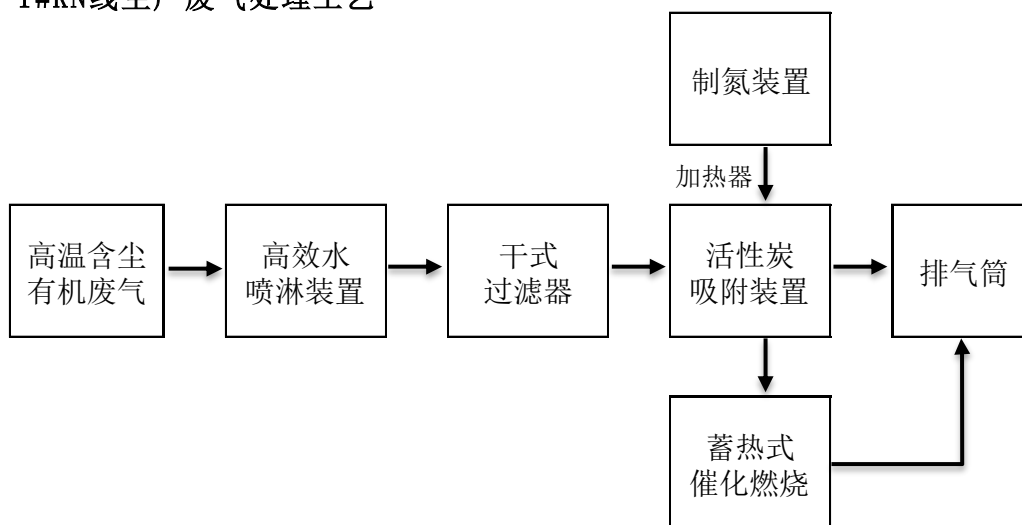 1#RN线生产废气处理工艺
制氮装置
加热器
高温含尘
有机废气
高效水
喷淋装置
干式
过滤器
活性炭
吸附装置
排气筒
蓄热式
催化燃烧